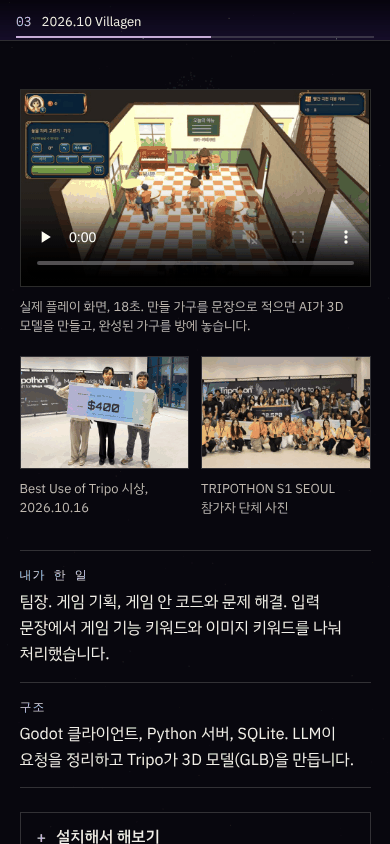 03 2026.10 Villagen
오늘의 메뉴
0:00
실제 플레이 화면, 18초. 만들 가구를 문장으로 적으면 AI가 3D
모델을 만들고, 완성된 가구를 방에 놓습니다.
$400
Best Use of Tripo 시상,
2026.10.16
TRIPOTHON S1 SEOUL
참가자 단체 사진
내가 한 일
팀장. 게임 기획, 게임 안 코드와 문제 해결. 입력
문장에서 게임 기능 키워드와 이미지 키워드를 나눠
처리했습니다.
구조
Godot 클라이언트, Python 서버, SQLite. LLM이
요청을 정리하고 Tripo가 3D 모델(GLB)을 만듭니다.
+ 설치해서 해보기